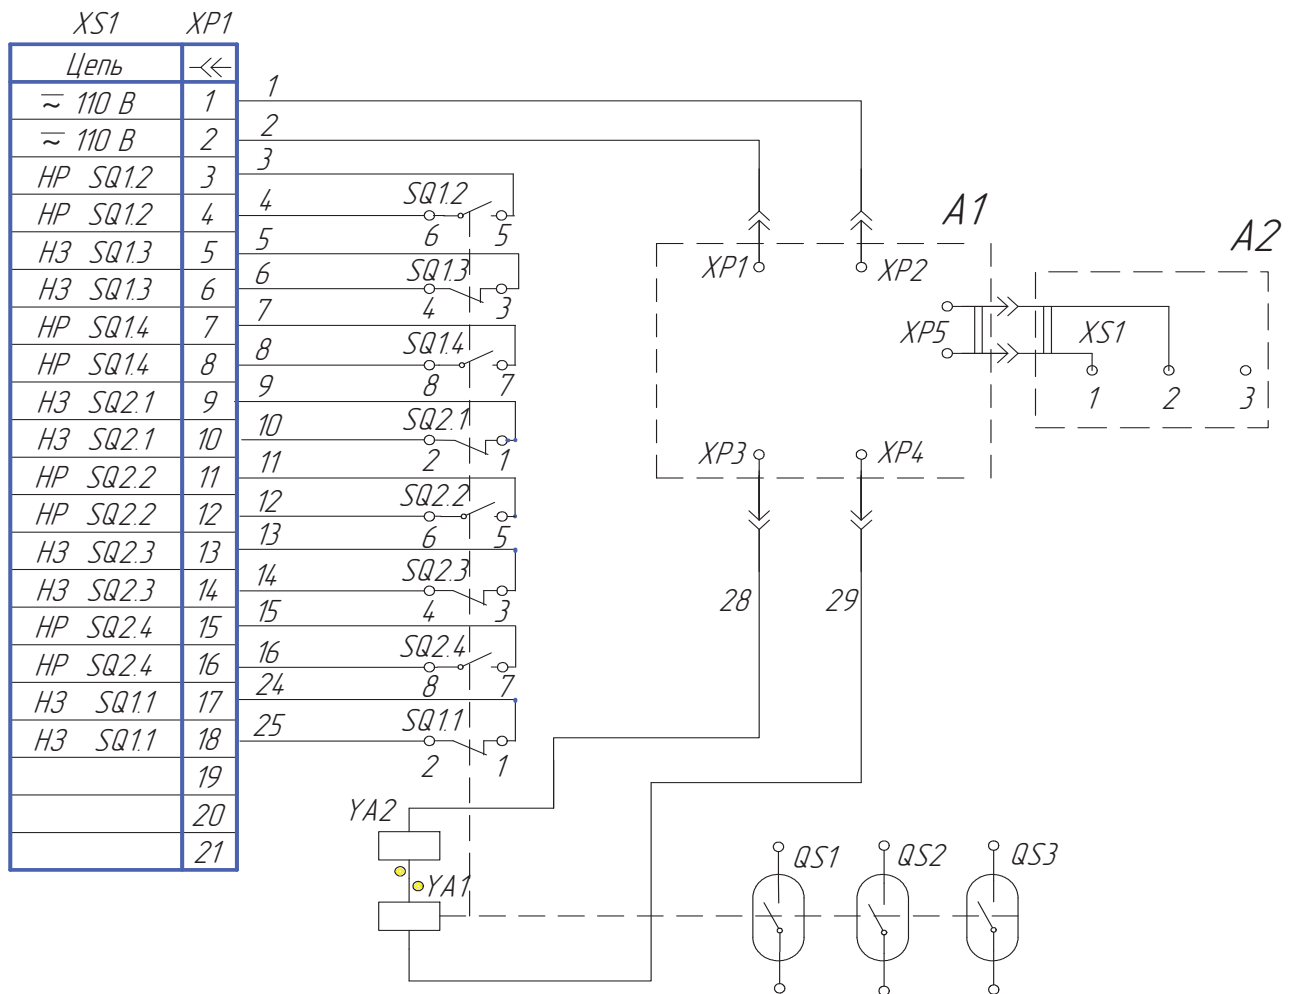 XS1 XP1
Цепь
≂ 110 В 1
≂ 110 В 2
НР SQ1.2 3
НР SQ1.2 4
НЗ SQ1.3 5
НЗ SQ1.3 6
НР SQ1.4 7
НР SQ1.4 8
НЗ SQ2.1 9
НЗ SQ2.1 10
НР SQ2.2 11
НР SQ2.2 12
НЗ SQ2.3 13
НЗ SQ2.3 14
НР SQ2.4 15
НР SQ2.4 16
НЗ SQ1.1 17
НЗ SQ1.1 18
19
20
21
1
2
3
4 SQ1.2
6 5
5
6 SQ1.3
4 3
7
8 SQ1.4
8 7
9
10 SQ2.1
2 1
11
12 SQ2.2
6 5
13
14 SQ2.3
4 3
15
16 SQ2.4
8 7
24
25 SQ1.1
2 1
A1
XP1 XP2
XP5
XP3 XP4
A2
XS1
1 2 3
28 29
YA2
YA1
QS1 QS2 QS3